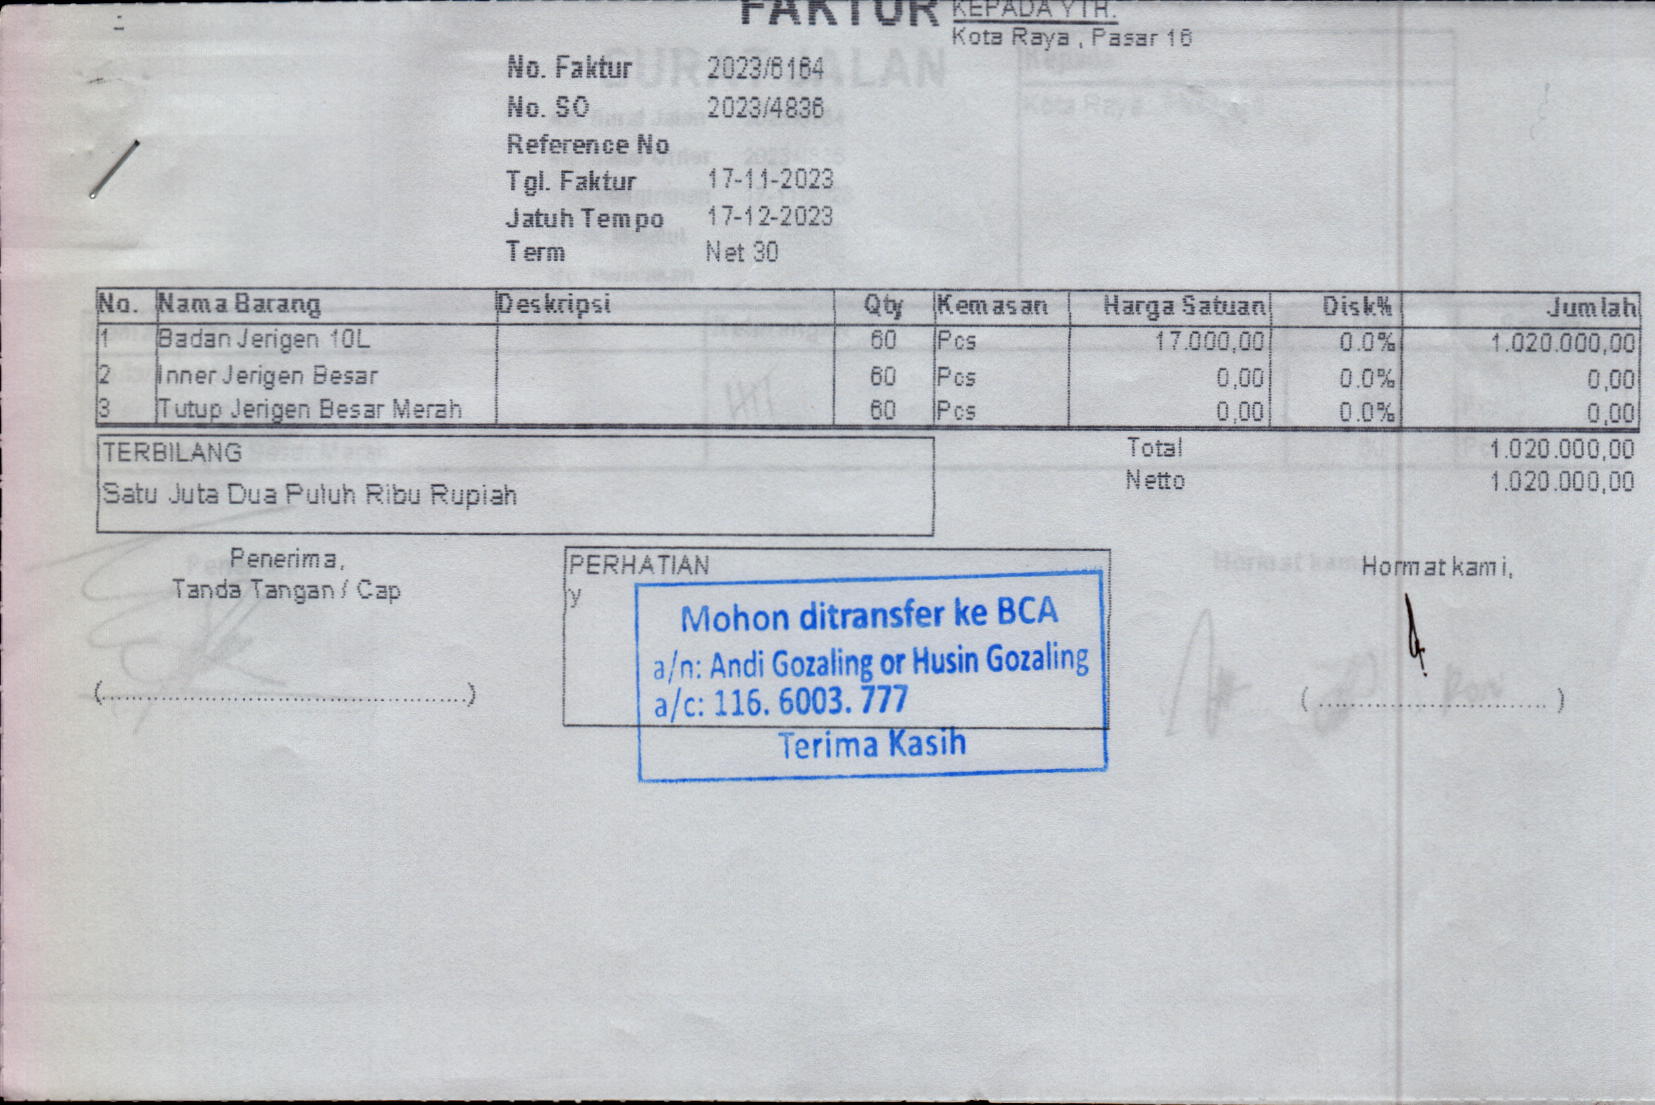 FAKTUR
KEPADA YTH.
Kota Raya , Pasar 16
No. Faktur 2023/6164
No. SO 2023/4836
Reference No
Tgl. Faktur 17-11-2023
Jatuh Tempo 17-12-2023
Term Net 30
No. Nama Barang Deskripsi Qty Kemasan Harga Satuan Disk% Jumlah
1 Badan Jerigen 10L 60 Pcs 17.000,00 0.0% 1.020.000,00
2 Inner Jerigen Besar 60 Pcs 0,00 0.0% 0,00
3 Tutup Jerigen Besar Merah 60 Pcs 0,00 0.0% 0,00
TERBILANG
Satu Juta Dua Puluh Ribu Rupiah
Total 1.020.000,00
Netto 1.020.000,00
Penerima,
Tanda Tangan / Cap
(..........................................................)
PERHATIAN
y
Mohon ditransfer ke BCA
a/n: Andi Gozaling or Husin Gozaling
a/c: 116. 6003. 777
Terima Kasih
Hormat kami,
( .................................... )